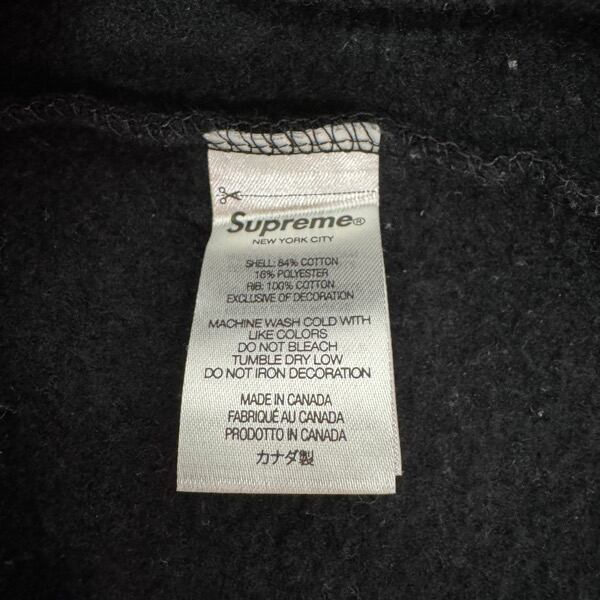 Supreme®
NEW YORK CITY
SHELL: 84% COTTON
16% POLYESTER
RIB: 100% COTTON
EXCLUSIVE OF DECORATION
MACHINE WASH COLD WITH
LIKE COLORS
DO NOT BLEACH
TUMBLE DRY LOW
DO NOT IRON DECORATION
MADE IN CANADA
FABRIQUÉ AU CANADA
PRODOTTO IN CANADA
カナダ製